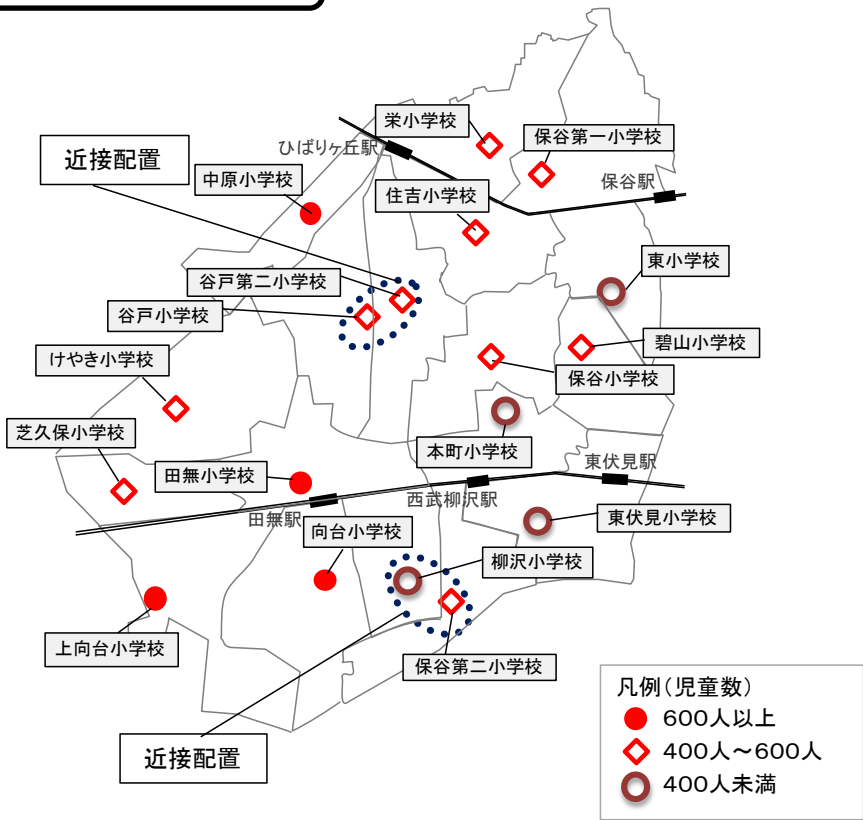 栄小学校
保谷第一小学校
ひばりヶ丘駅
近接配置
中原小学校
住吉小学校
保谷駅
東小学校
谷戸第二小学校
谷戸小学校
碧山小学校
けやき小学校
保谷小学校
芝久保小学校
本町小学校
田無小学校
東伏見駅
西武柳沢駅
田無駅
東伏見小学校
向台小学校
柳沢小学校
上向台小学校
保谷第二小学校
近接配置
凡例(児童数)
600人以上
400人～600人
400人未満